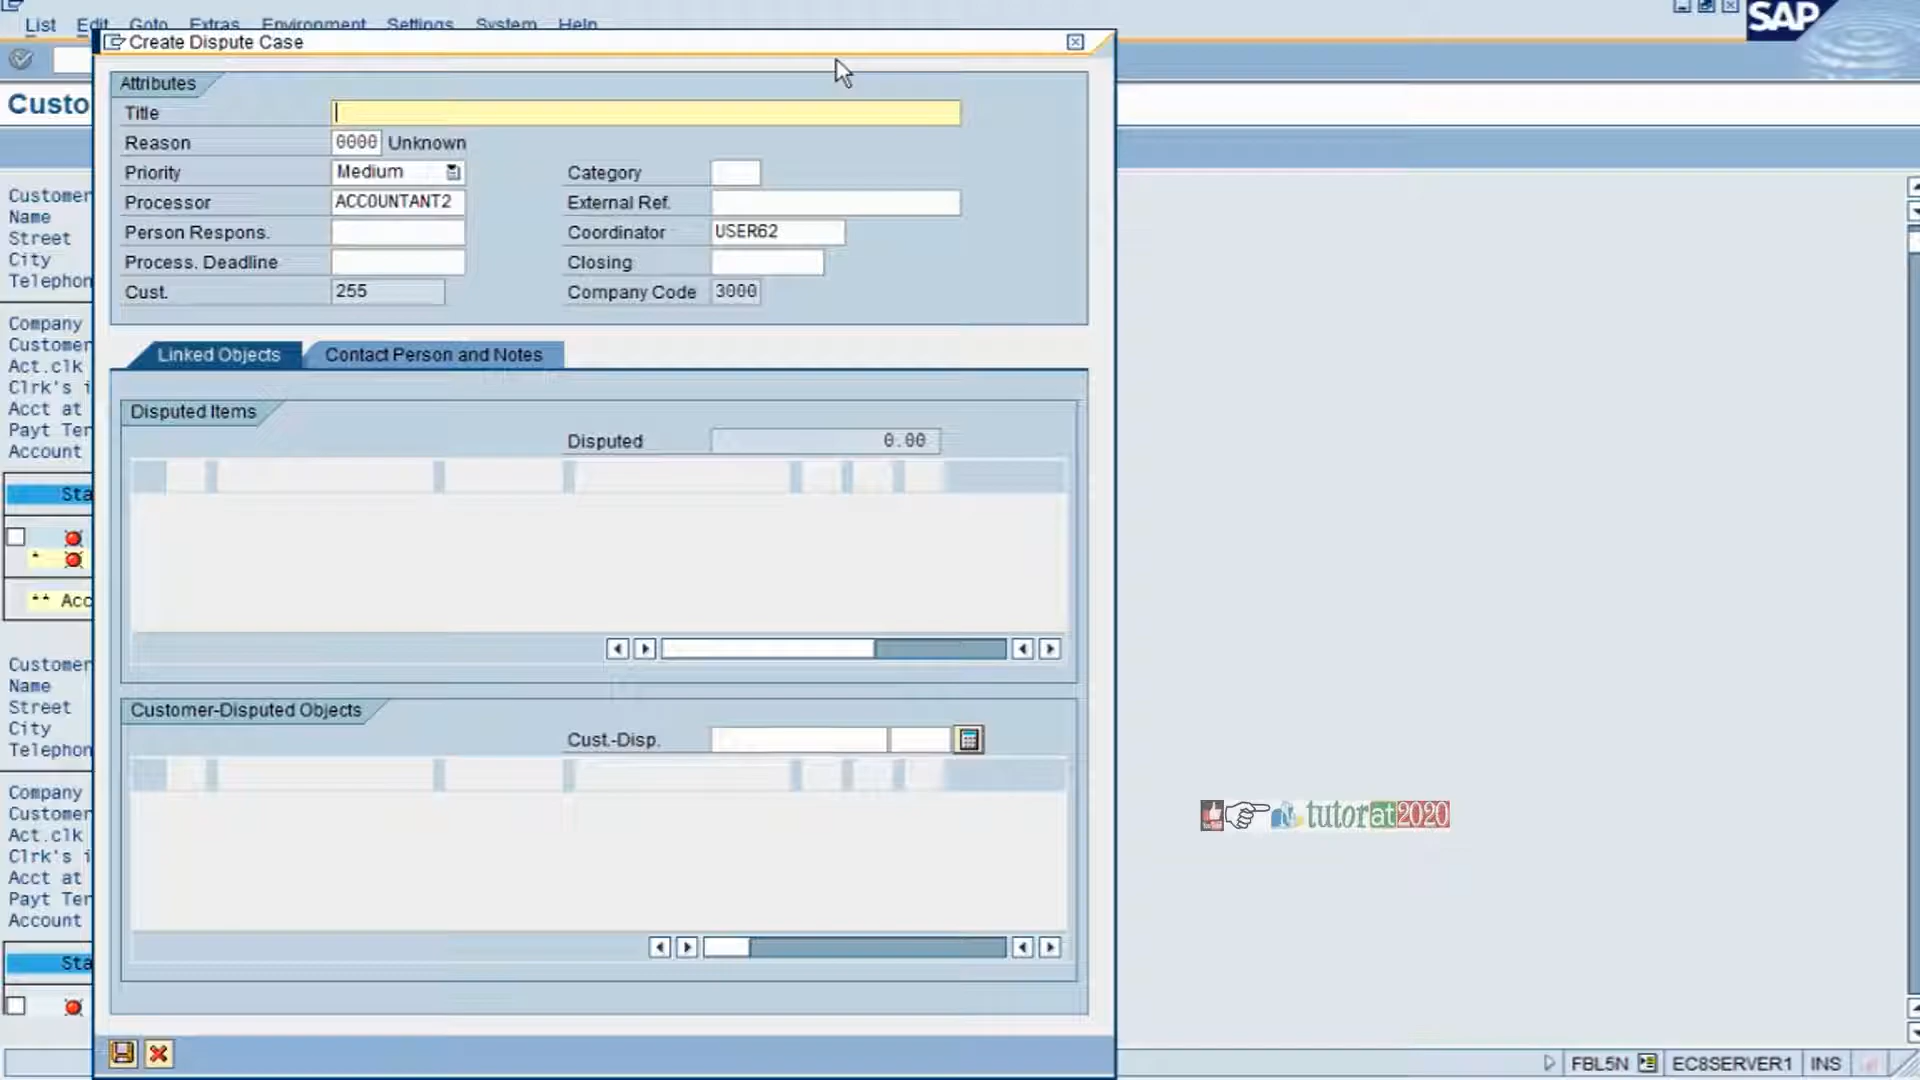 List Edit Goto Extras Environment Settings System Help
SAP
Create Dispute Case
Custo
Attributes
Title
Reason 0000 Unknown
Priority Medium Category
Processor ACCOUNTANT2 External Ref.
Person Respons. Coordinator USER62
Process. Deadline Closing
Cust. 255 Company Code 3000
Linked Objects Contact Person and Notes
Disputed Items
Disputed 0.00
Customer-Disputed Objects
Cust.-Disp.
Customer
Name
Street
City
Telephon
Company
Customer
Act.clk
Clrk's i
Acct at
Payt Ter
Account
Sta
*
** Acc
Customer
Name
Street
City
Telephon
Company
Customer
Act.clk
Clrk's i
Acct at
Payt Ter
Account
Sta
tutorat2020
FBL5N EC8SERVER1 INS